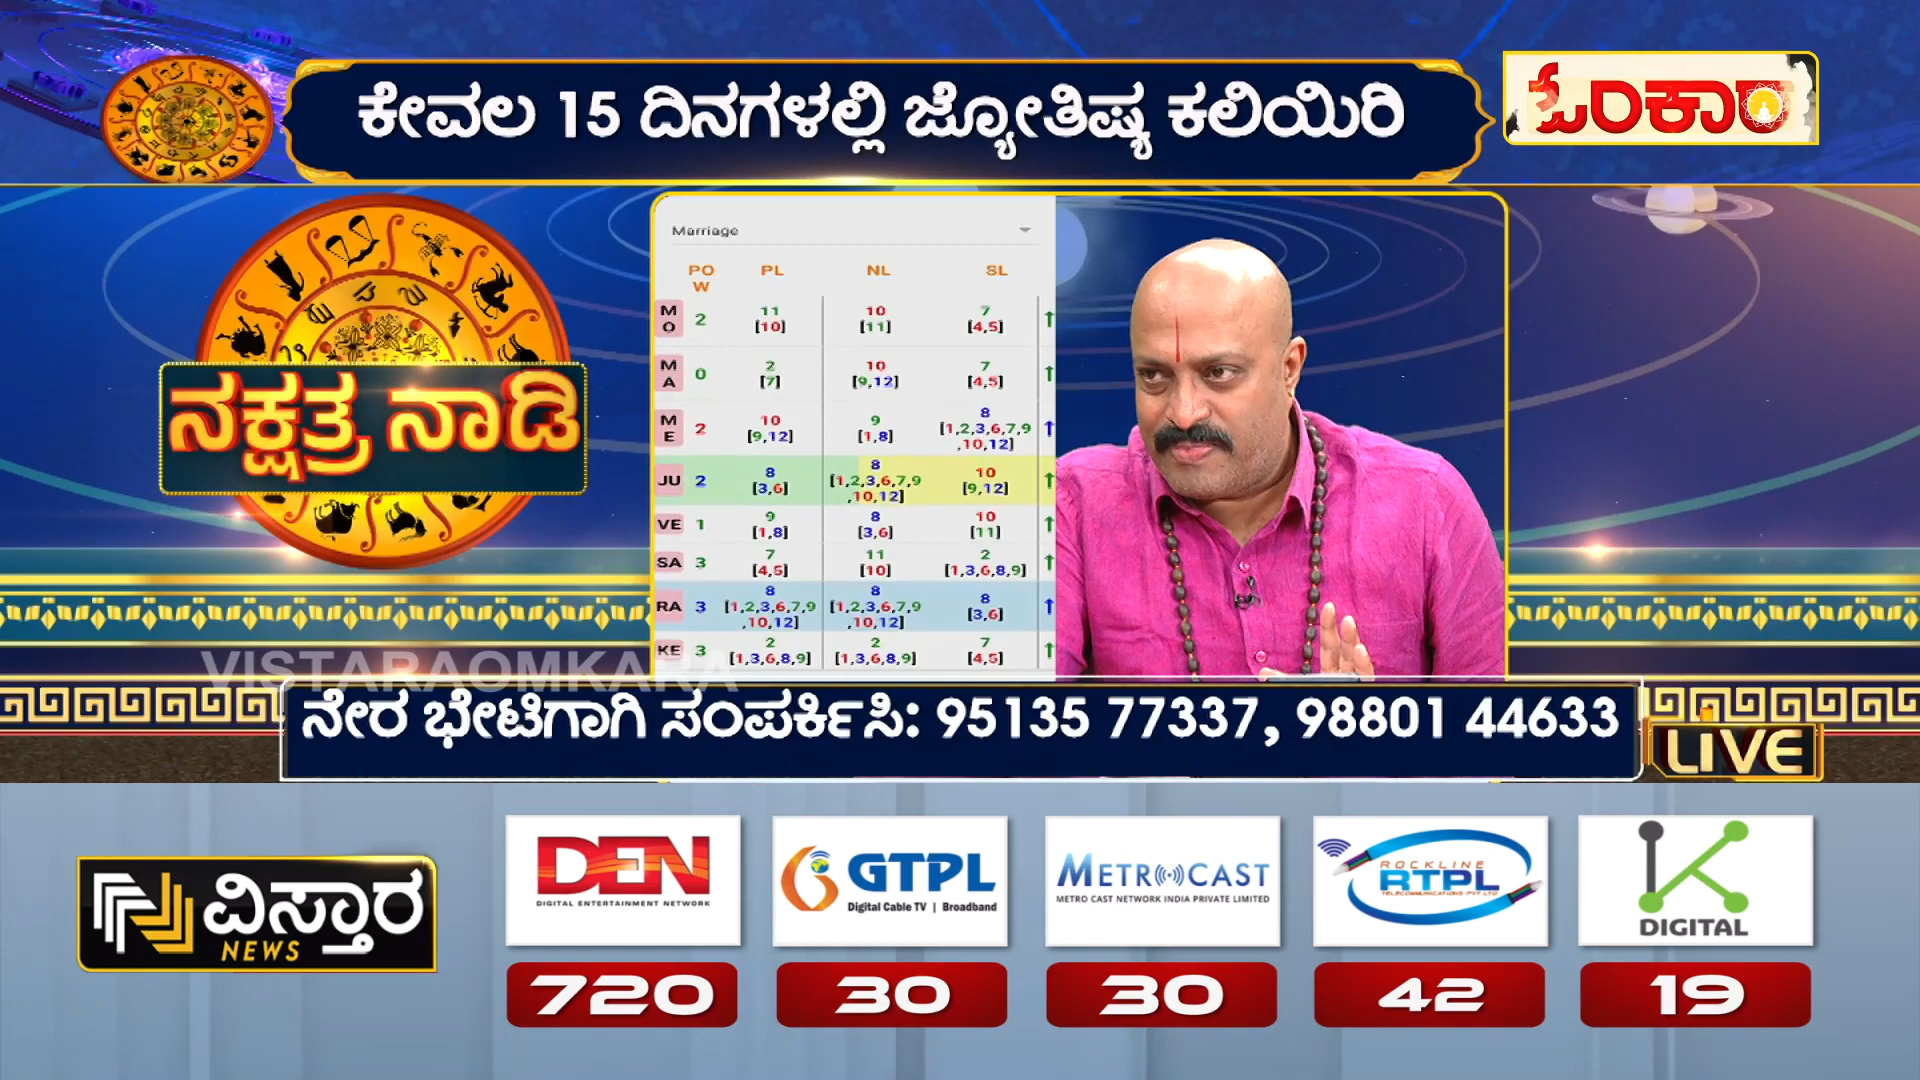 ಕೇವಲ 15 ದಿನಗಳಲ್ಲಿ ಜ್ಯೋತಿಷ್ಯ ಕಲಿಯಿರಿ
ಓಂಕಾರ
ನಕ್ಷತ್ರ ನಾಡಿ
Marriage
POW PL NL SL
MO 2 11 [10] 10 [11] 7 [4,5] ↑
MA 0 2 [7] 10 [9,12] 7 [4,5] ↑
ME 2 10 [9,12] 9 [1,8] 8 [1,2,3,6,7,9,10,12] ↑
JU 2 8 [3,6] 8 [1,2,3,6,7,9,10,12] 10 [9,12] ↑
VE 1 9 [1,8] 8 [3,6] 10 [11] ↑
SA 3 7 [4,5] 11 [10] 2 [1,3,6,8,9] ↑
RA 3 8 [1,2,3,6,7,9,10,12] 8 [1,2,3,6,7,9,10,12] 8 [3,6] ↑
KE 3 2 [1,3,6,8,9] 2 [1,3,6,8,9] 7 [4,5] ↑
VISTARAOMKARA
ನೇರ ಭೇಟಿಗಾಗಿ ಸಂಪರ್ಕಿಸಿ: 95135 77337, 98801 44633
LIVE
ವಿಸ್ತಾರ
NEWS
DEN
DIGITAL ENTERTAINMENT NETWORK
720
GTPL
Digital Cable TV | Broadband
30
METROCAST
METRO CAST NETWORK INDIA PRIVATE LIMITED
30
ROCKLINE
RTPL
TELECOMMUNICATIONS PVT LTD
42
K
DIGITAL
19